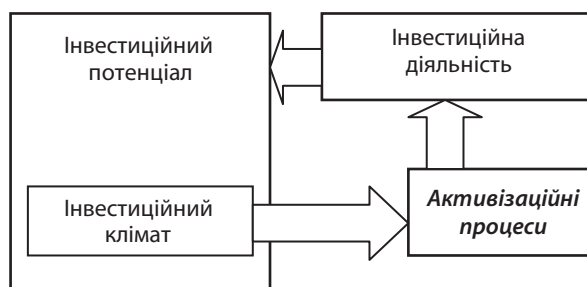 Інвестиційний
потенціал
Інвестиційна
діяльність
Інвестиційний
клімат
Активізаційні
процеси